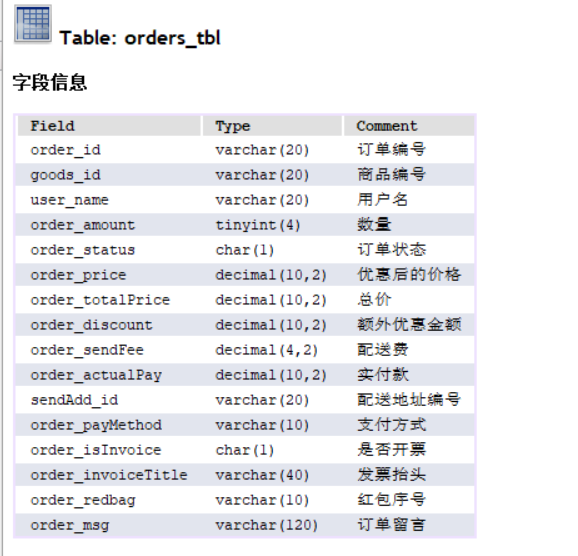 Table: orders_tbl
字段信息
Field Type Comment
order_id varchar(20) 订单编号
goods_id varchar(20) 商品编号
user_name varchar(20) 用户名
order_amount tinyint(4) 数量
order_status char(1) 订单状态
order_price decimal(10,2) 优惠后的价格
order_totalPrice decimal(10,2) 总价
order_discount decimal(10,2) 额外优惠金额
order_sendFee decimal(4,2) 配送费
order_actualPay decimal(10,2) 实付款
sendAdd_id varchar(20) 配送地址编号
order_payMethod varchar(10) 支付方式
order_isInvoice char(1) 是否开票
order_invoiceTitle varchar(40) 发票抬头
order_redbag varchar(10) 红包序号
order_msg varchar(120) 订单留言